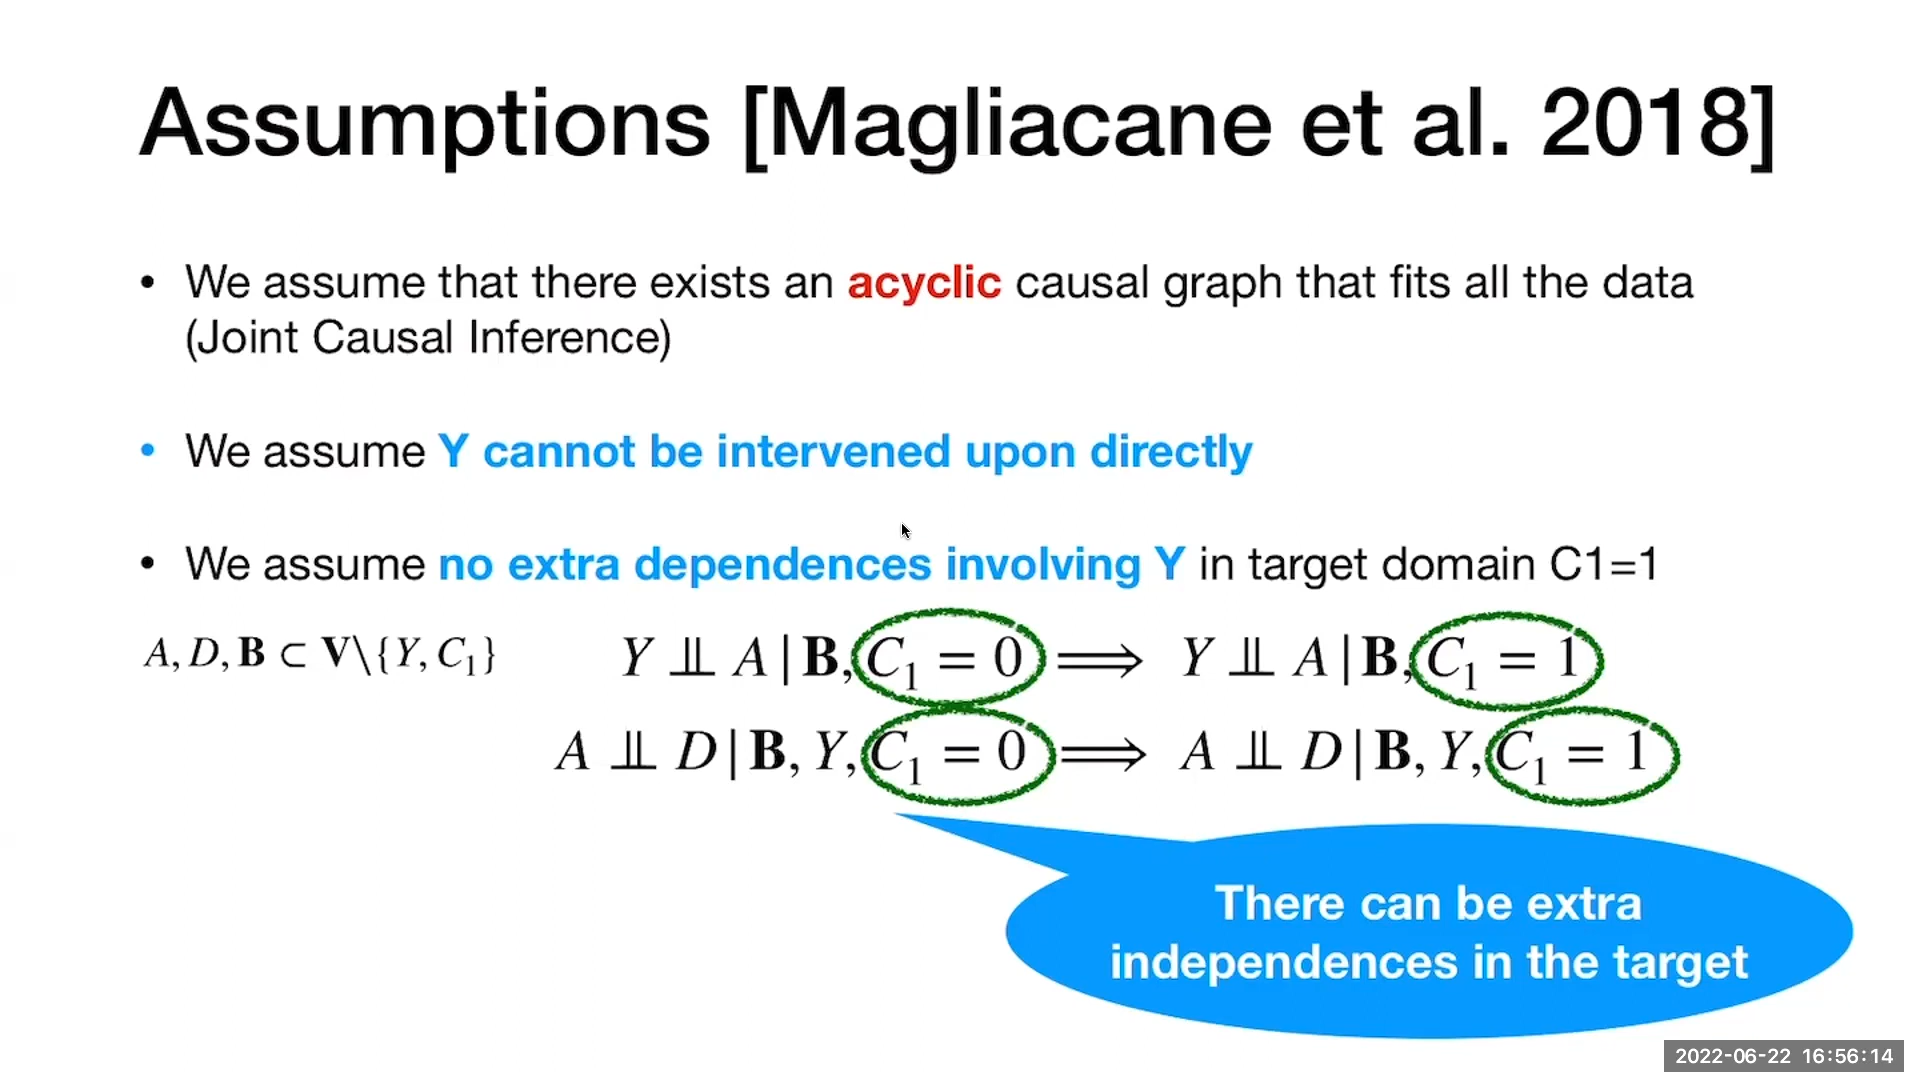 Assumptions [Magliacane et al. 2018]
• We assume that there exists an acyclic causal graph that fits all the data
(Joint Causal Inference)
• We assume Y cannot be intervened upon directly
• We assume no extra dependences involving Y in target domain C1=1
A, D, B ⊂ V\{Y, C₁} Y ⫫ A | B, C₁ = 0 ⟹ Y ⫫ A | B, C₁ = 1
A ⫫ D | B, Y, C₁ = 0 ⟹ A ⫫ D | B, Y, C₁ = 1
There can be extra
independences in the target
2022-06-22 16:56:14